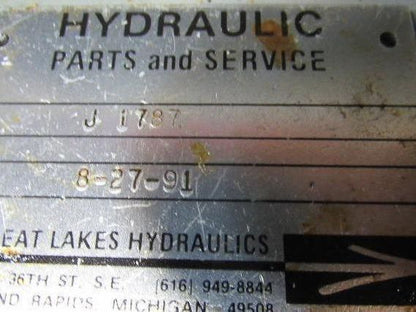 HYDRAULIC
PARTS and SERVICE
J 1787
8-27-91
EAT LAKES HYDRAULICS
36TH ST. S.E. (616) 949-8844
ND RAPIDS, MICHIGAN 49508